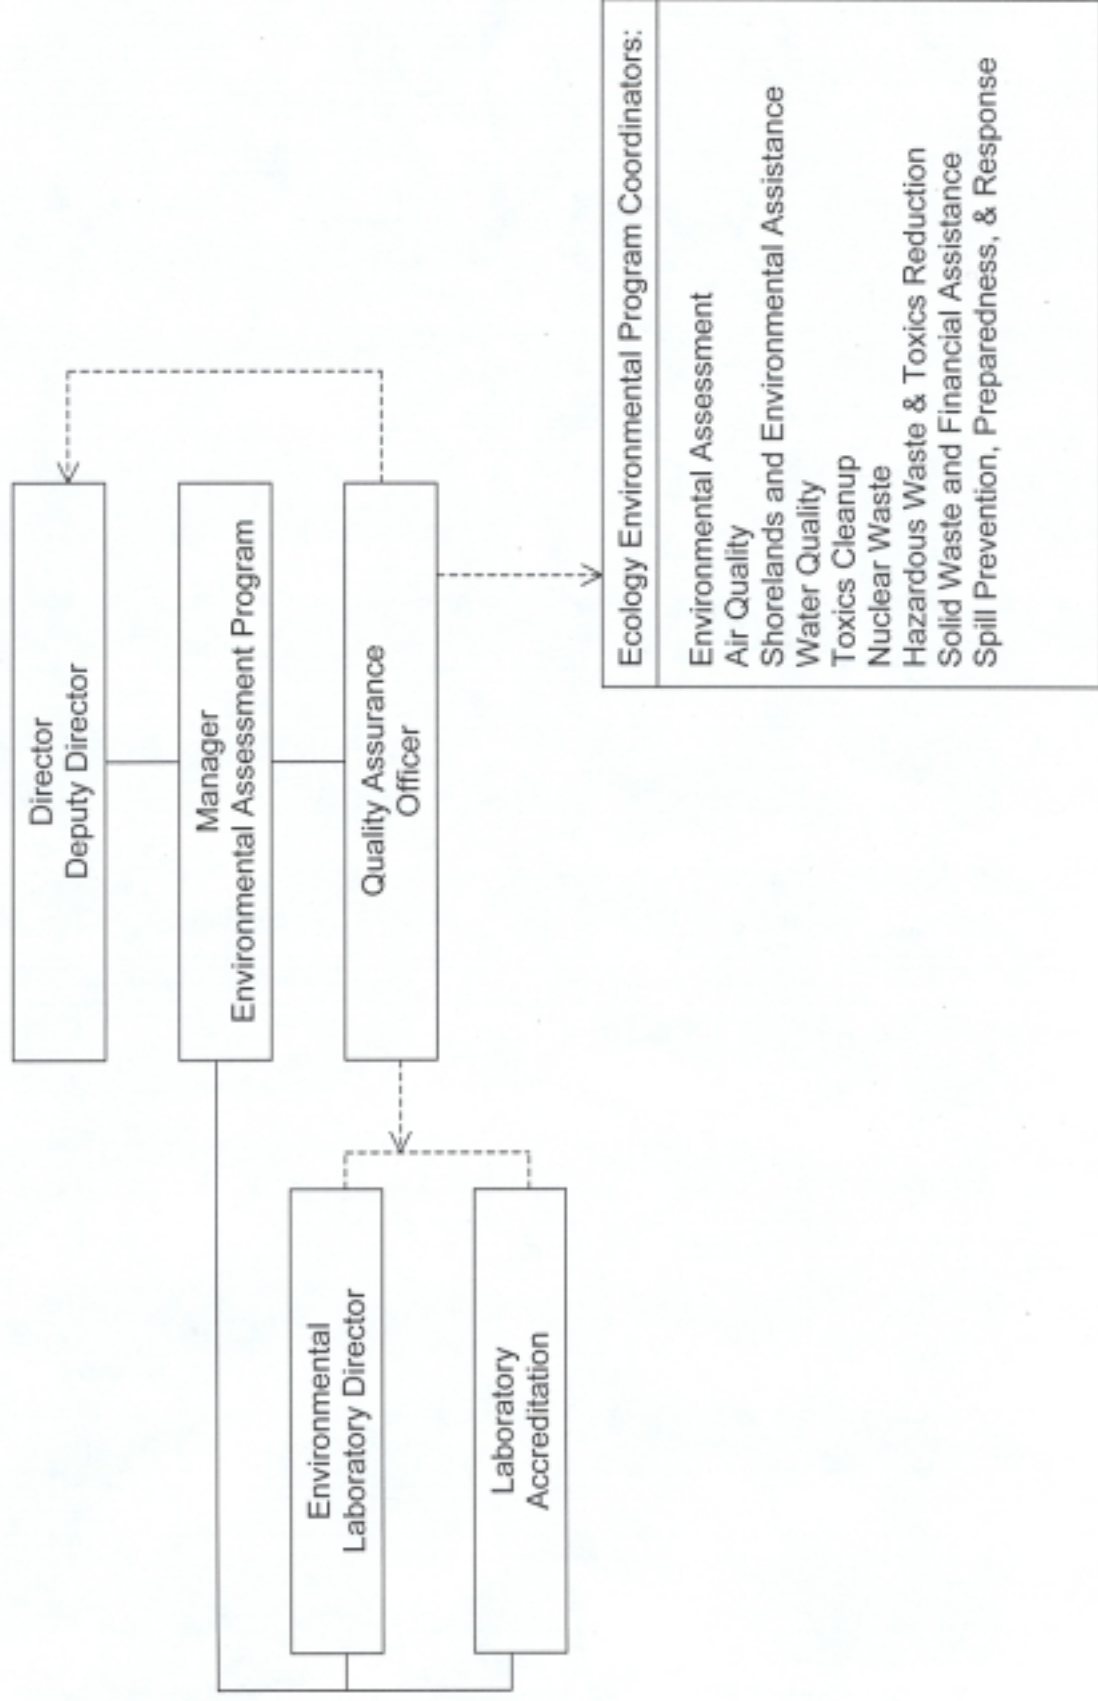 Director
Deputy Director
Manager
Environmental Assessment Program
Quality Assurance
Officer
Environmental
Laboratory Director
Laboratory
Accreditation
Ecology Environmental Program Coordinators:
Environmental Assessment
Air Quality
Shorelands and Environmental Assistance
Water Quality
Toxics Cleanup
Nuclear Waste
Hazardous Waste & Toxics Reduction
Solid Waste and Financial Assistance
Spill Prevention, Preparedness, & Response